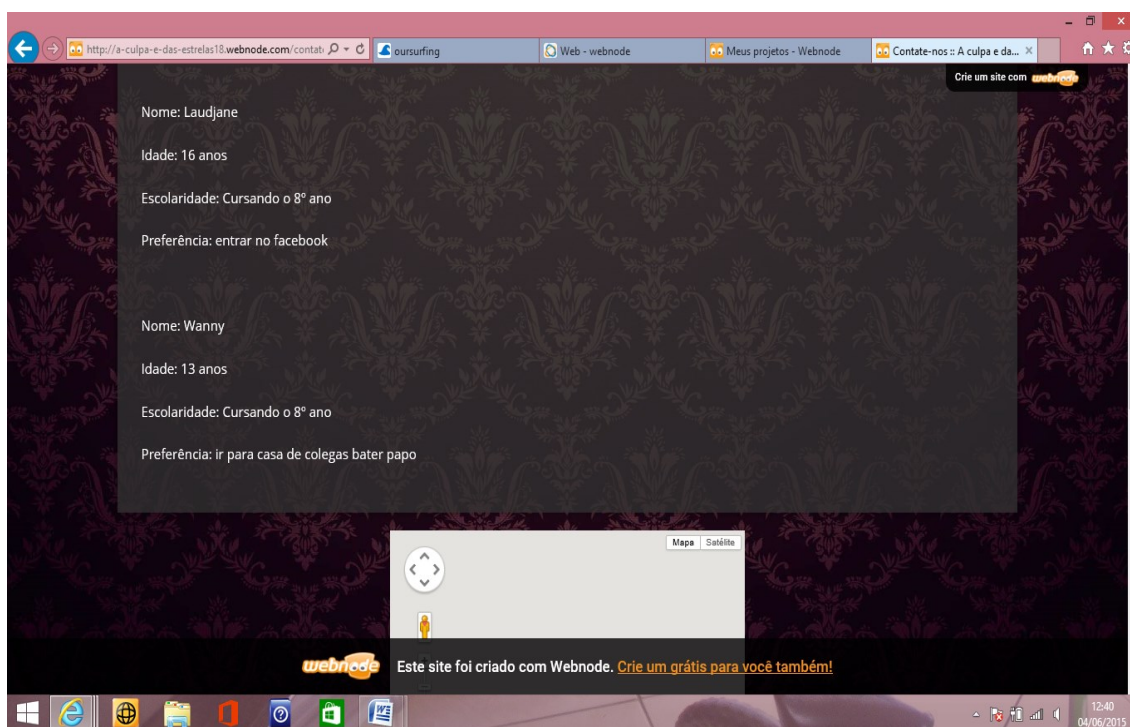 http://a-culpa-e-das-estrelas18.webnode.com/contat
oursurfing
Web - webnode
Meus projetos - Webnode
Contate-nos :: A culpa e da...
Crie um site com webnode
Nome: Laudjane
Idade: 16 anos
Escolaridade: Cursando o 8º ano
Preferência: entrar no facebook
Nome: Wanny
Idade: 13 anos
Escolaridade: Cursando o 8º ano
Preferência: ir para casa de colegas bater papo
Mapa Satélite
webnode Este site foi criado com Webnode. Crie um grátis para você também!
12:40
04/06/2015